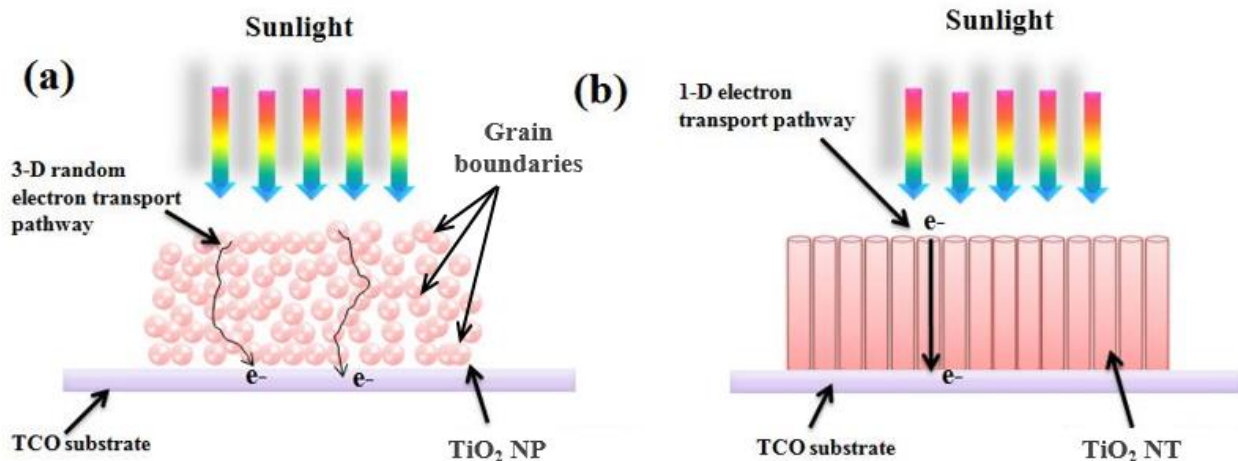 Sunlight
(a)
Grain
boundaries
3-D random
electron transport
pathway
e-
e-
TCO substrate
TiO₂ NP
Sunlight
(b)
1-D electron
transport pathway
e-
e-
TCO substrate
TiO₂ NT